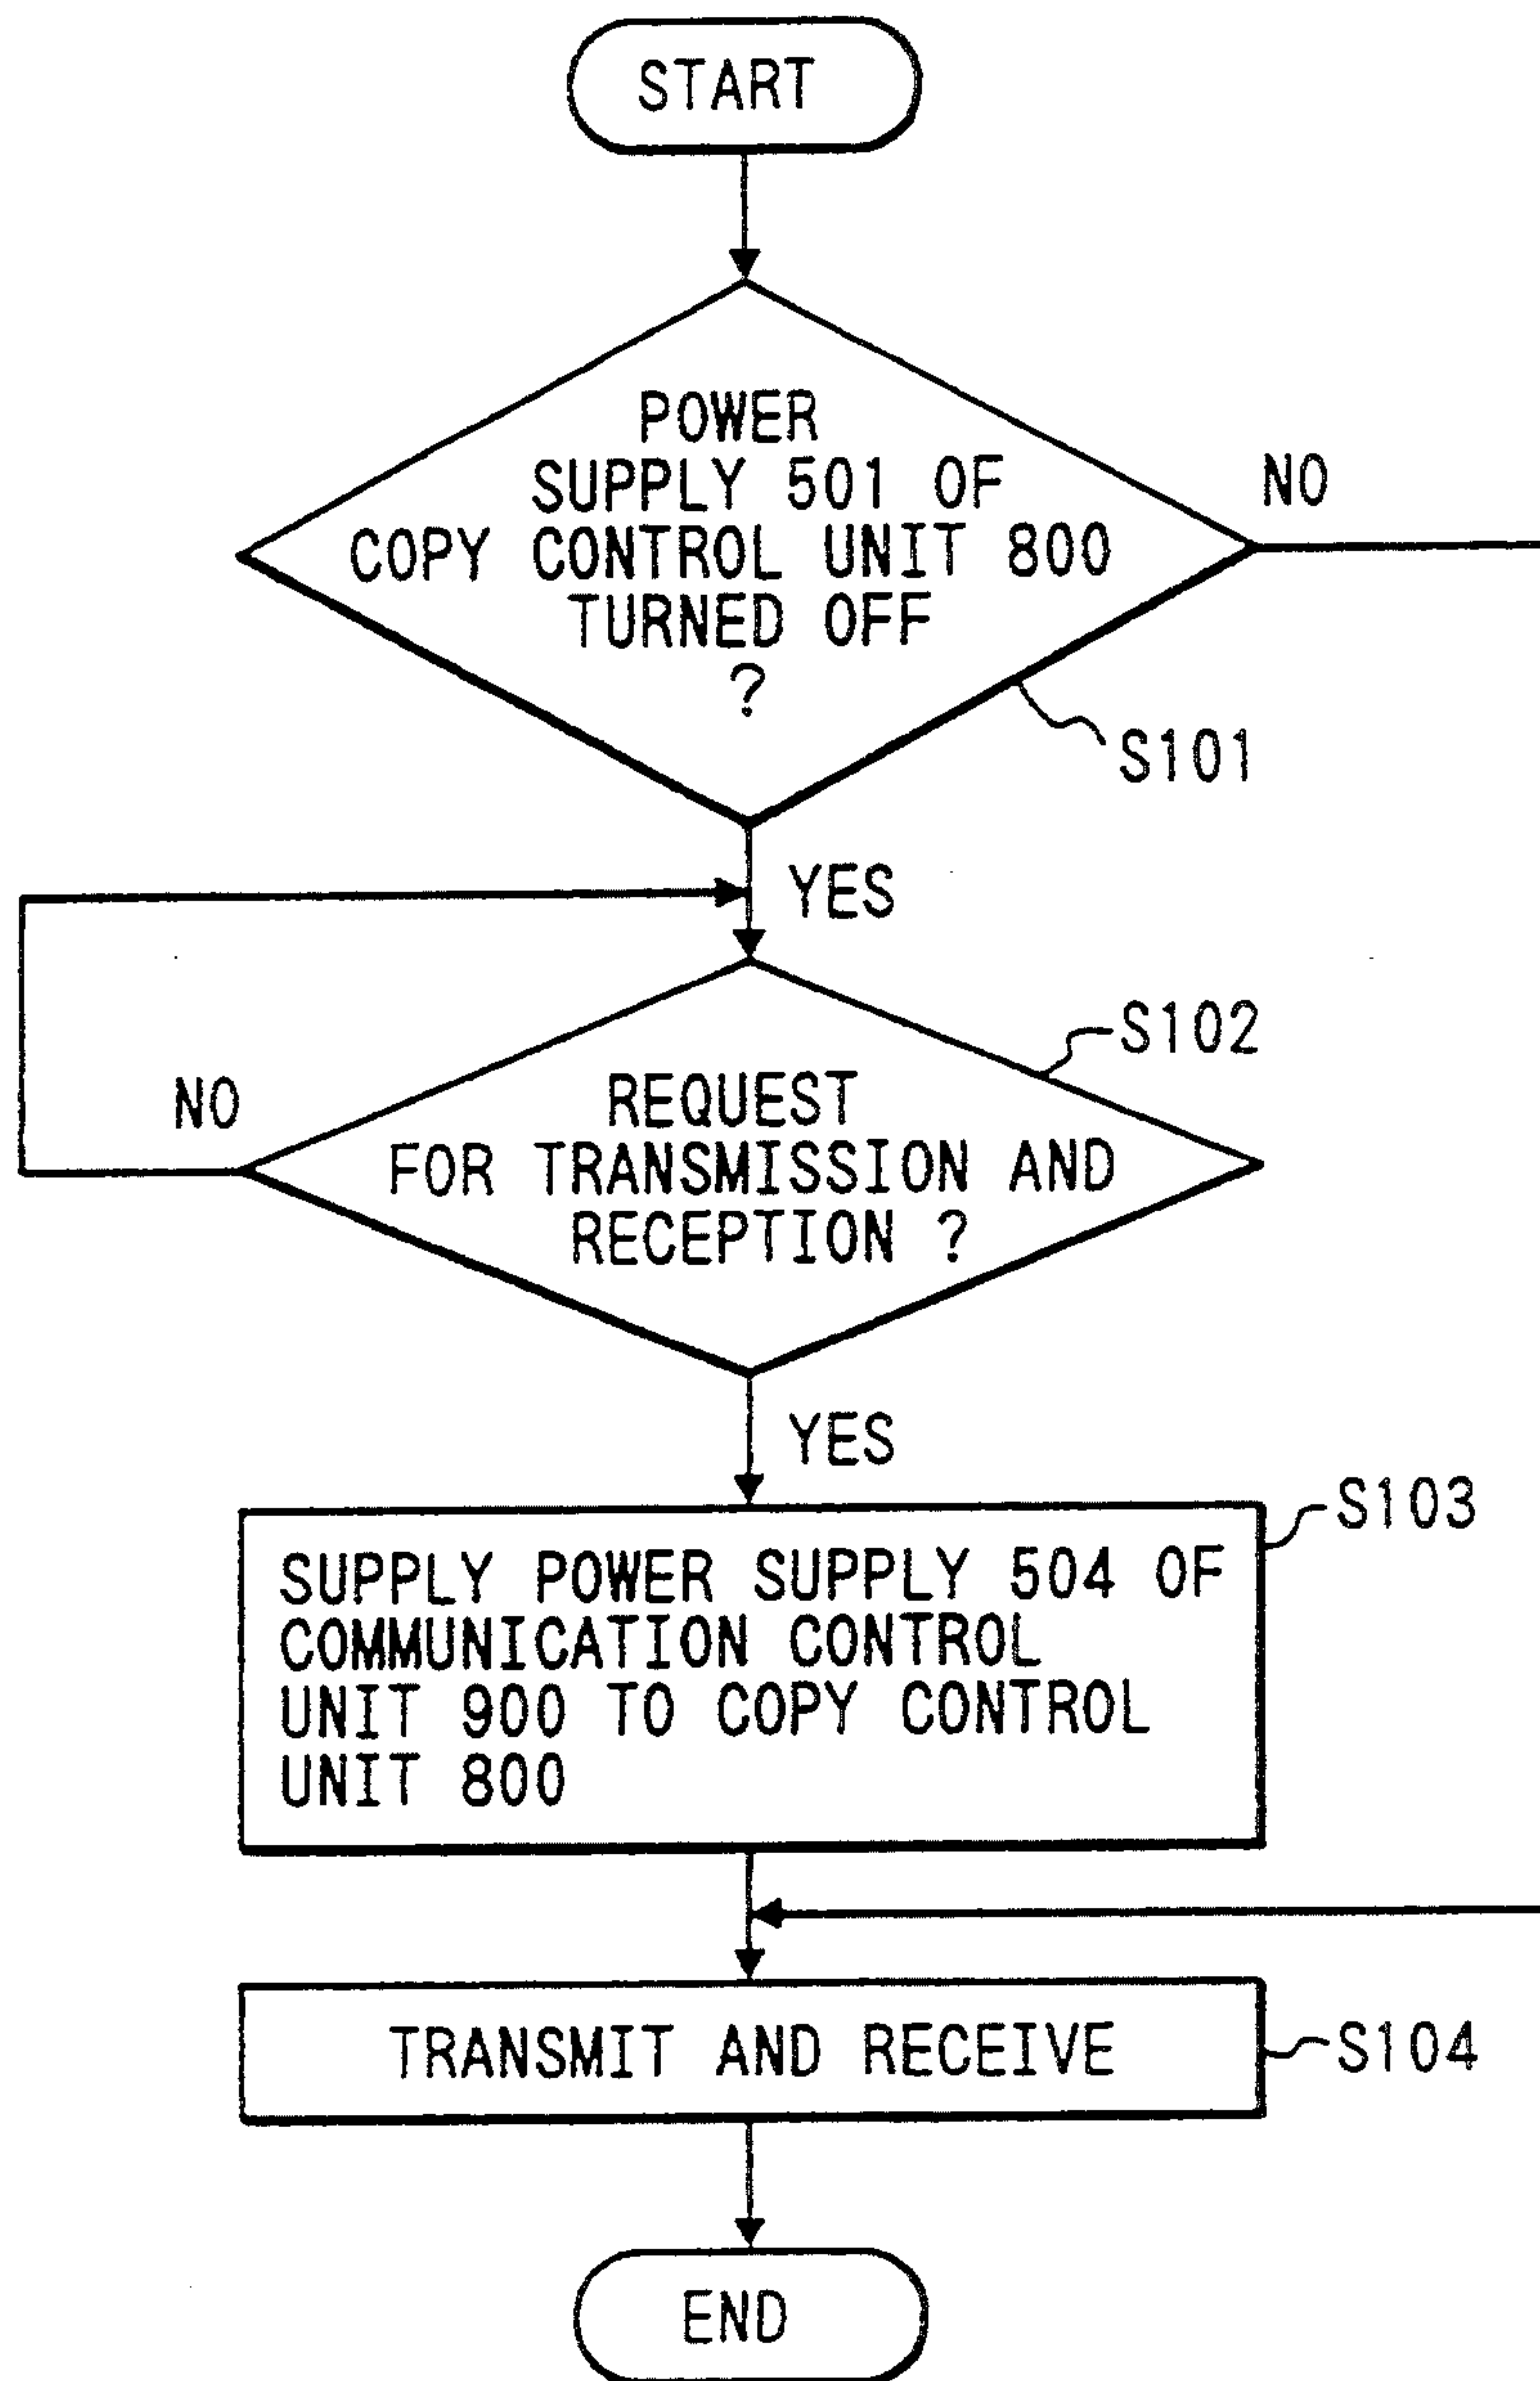 START
POWER
SUPPLY 501 OF
COPY CONTROL UNIT 800
TURNED OFF
?
NO
S101
YES
S102
NO
REQUEST
FOR TRANSMISSION AND
RECEPTION ?
YES
S103
SUPPLY POWER SUPPLY 504 OF
COMMUNICATION CONTROL
UNIT 900 TO COPY CONTROL
UNIT 800
TRANSMIT AND RECEIVE
S104
END